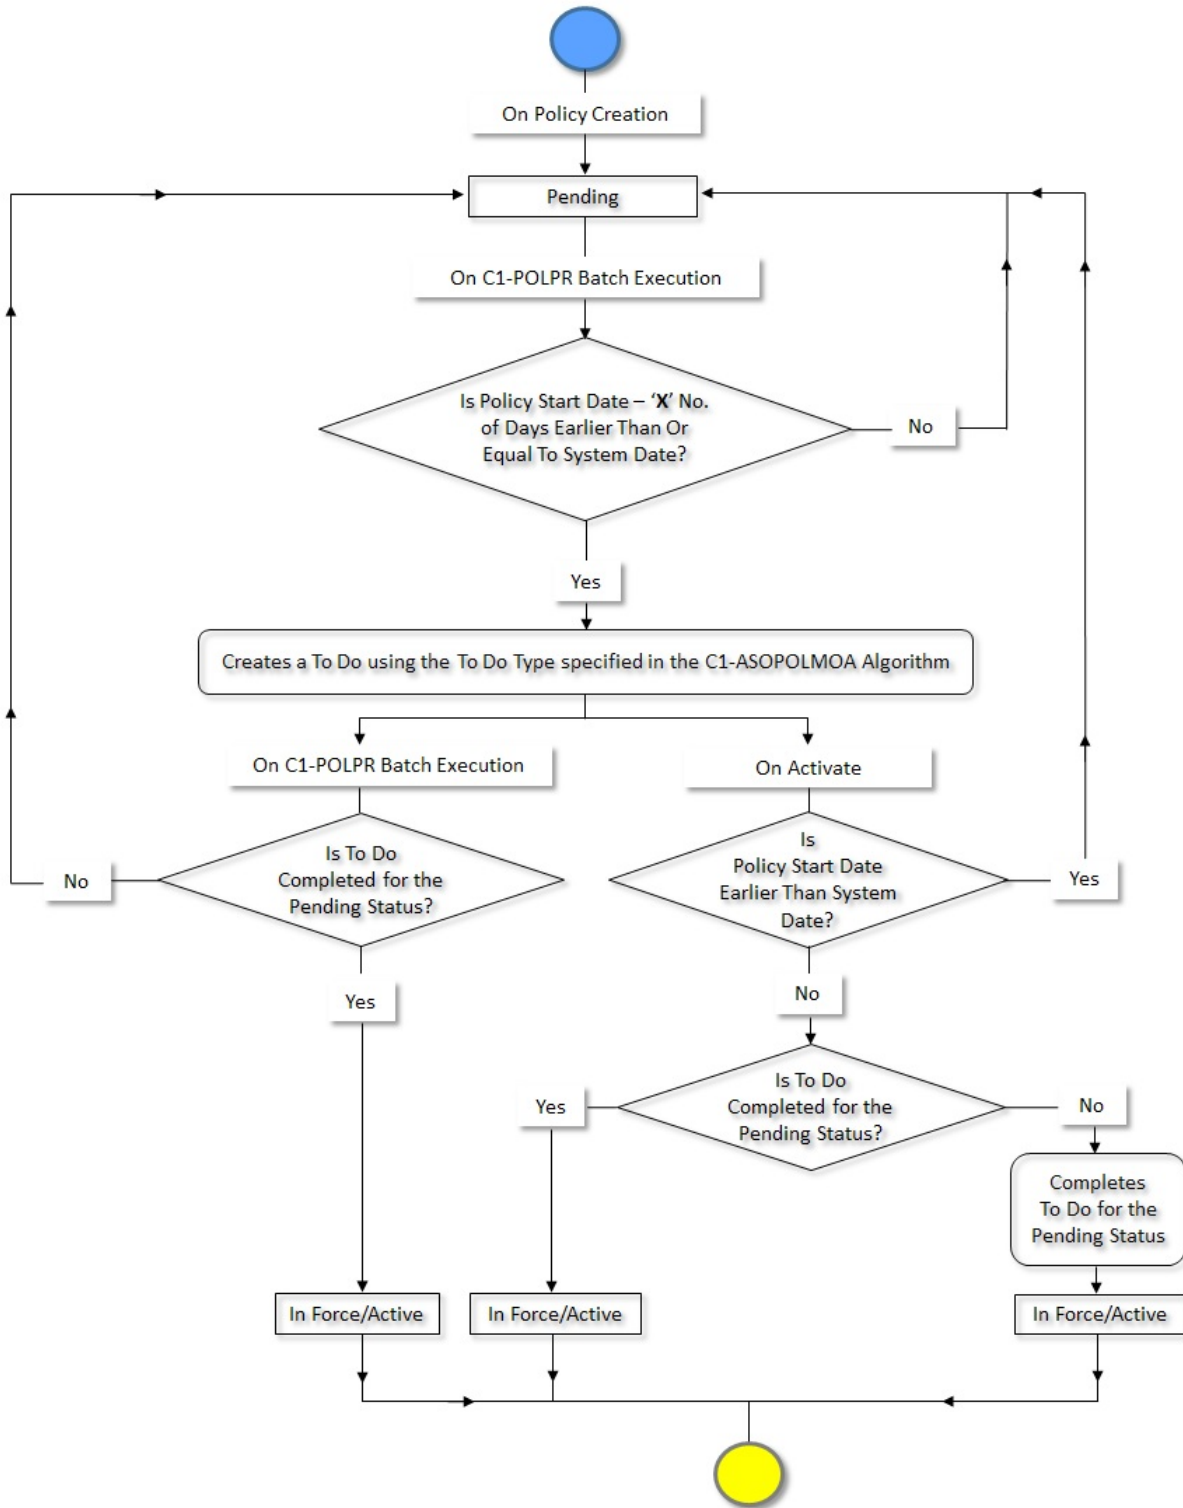 On Policy Creation
Pending
On C1-POLPR Batch Execution
Is Policy Start Date – ‘X’ No.
of Days Earlier Than Or
Equal To System Date?
No
Yes
Creates a To Do using the To Do Type specified in the C1-ASOPOLMOA Algorithm
On C1-POLPR Batch Execution
On Activate
Is To Do
Completed for the
Pending Status?
No
Is
Policy Start Date
Earlier Than System
Date?
Yes
Yes
No
Is To Do
Completed for the
Pending Status?
Yes
No
Completes
To Do for the
Pending Status
In Force/Active
In Force/Active
In Force/Active